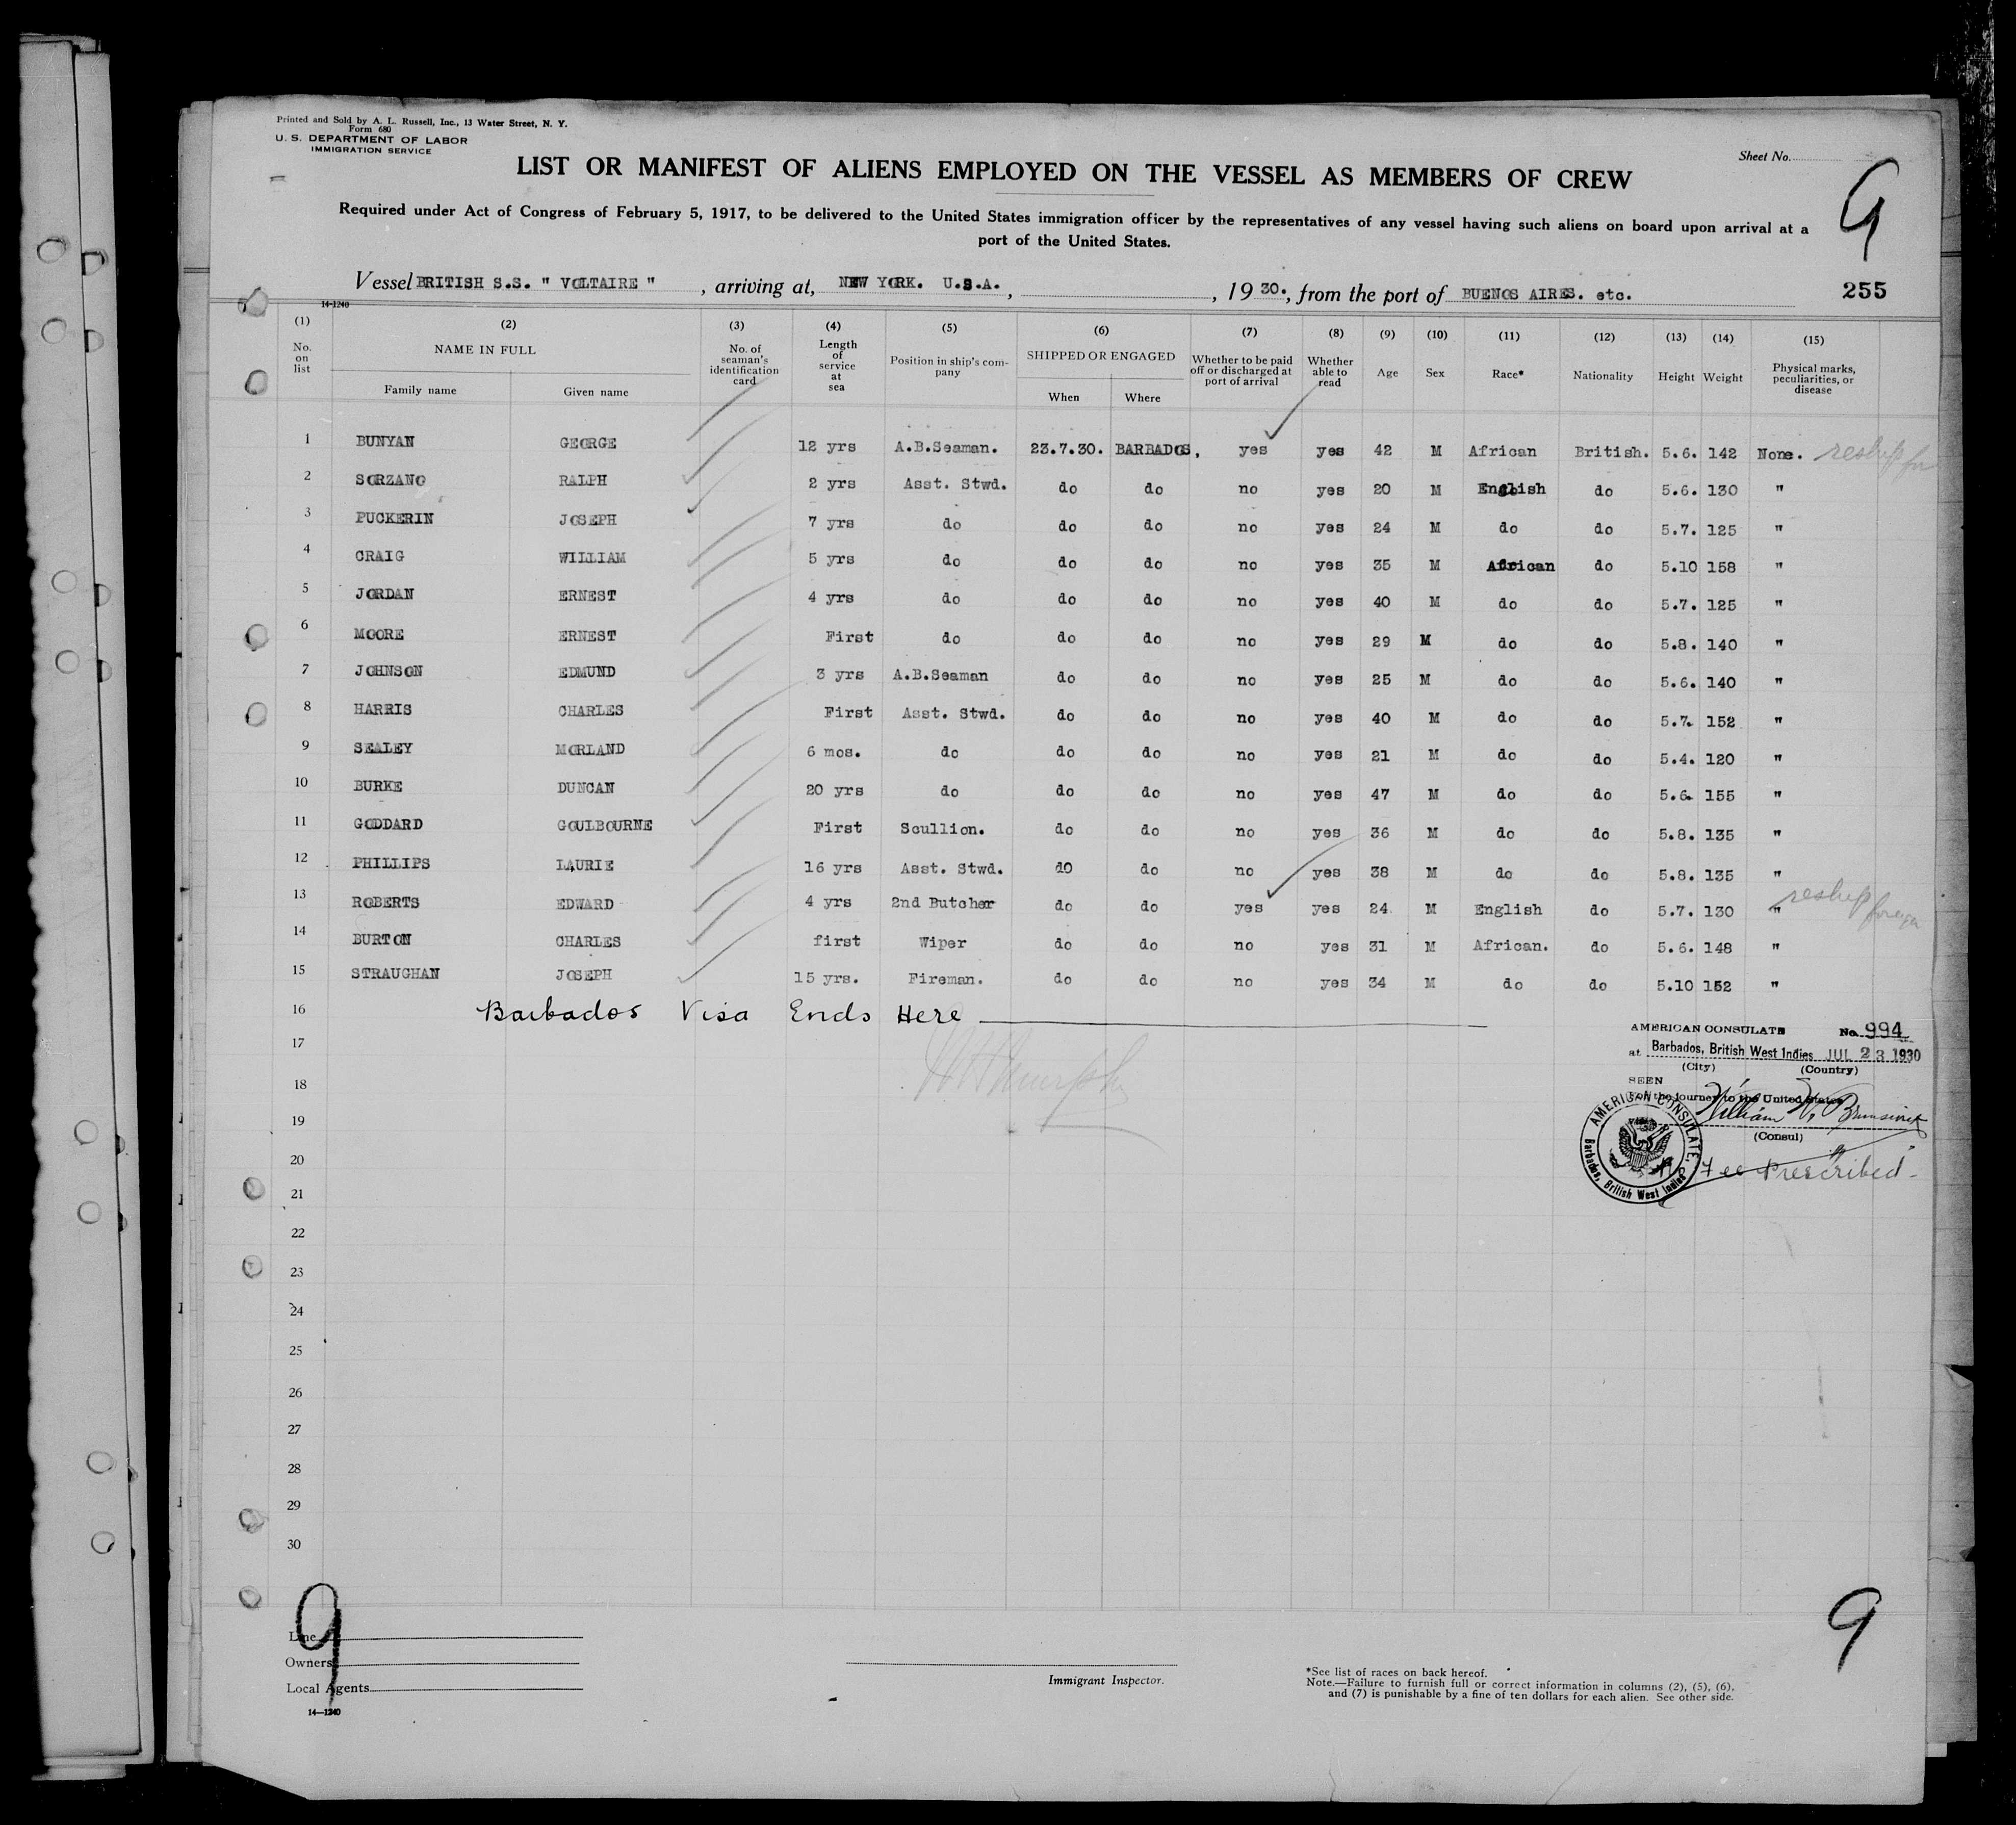 Printed and Sold by A. L. Russell, Inc., 13 Water Street, N. Y.
Form 680
U. S. DEPARTMENT OF LABOR
IMMIGRATION SERVICE
Sheet No.
9
LIST OR MANIFEST OF ALIENS EMPLOYED ON THE VESSEL AS MEMBERS OF CREW
Required under Act of Congress of February 5, 1917, to be delivered to the United States immigration officer by the representatives of any vessel having such aliens on board upon arrival at a
port of the United States.
Vessel BRITISH S.S. " VOLTAIRE " , arriving at, NEW YORK. U.S.A. , , 19 30. , from the port of BUENOS AIRES. etc. 255
14-1240
(1) (2) (3) (4) (5) (6) (7) (8) (9) (10) (11) (12) (13) (14) (15)
No. on list NAME IN FULL Family name Given name No. of seaman's identification card Length of service at sea Position in ship's company SHIPPED OR ENGAGED When Where Whether to be paid off or discharged at port of arrival Whether able to read Age Sex Race* Nationality Height Weight Physical marks, peculiarities, or disease
1 BUNYAN GEORGE 12 yrs A.B.Seaman. 23.7.30. BARBADOS, yes yes 42 M African British. 5.6. 142 None. reship for
2 SORZANO RALPH 2 yrs Asst. Stwd. do do no yes 20 M English do 5.6. 130 "
3 PUCKERIN JOSEPH 7 yrs do do do no yes 24 M do do 5.7. 125 "
4 CRAIG WILLIAM 5 yrs do do do no yes 35 M African do 5.10 158 "
5 JORDAN ERNEST 4 yrs do do do no yes 40 M do do 5.7. 125 "
6 MOORE ERNEST First do do do no yes 29 M do do 5.8. 140 "
7 JOHNSON EDMUND 3 yrs A.B.Seaman do do no yes 25 M do do 5.6. 140 "
8 HARRIS CHARLES First Asst. Stwd. do do no yes 40 M do do 5.7. 152 "
9 SEALEY MORLAND 6 mos. do do do no yes 21 M do do 5.4. 120 "
10 BURKE DUNCAN 20 yrs do do do no yes 47 M do do 5.6. 155 "
11 GODDARD GOULBOURNE First Scullion. do do no yes 36 M do do 5.8. 135 "
12 PHILLIPS LAURIE 16 yrs Asst. Stwd. dO do no yes 38 M do do 5.8. 135 "
13 ROBERTS EDWARD 4 yrs 2nd Butcher do do yes yes 24 M English do 5.7. 130 " reship foreign
14 BURTON CHARLES first Wiper do do no yes 31 M African. do 5.6. 148 "
15 STRAUGHAN JOSEPH 15 yrs. Fireman. do do no yes 34 M do do 5.10 152 "
16 Barbados Visa Ends Here
17
18
19
20
21
22
23
24
25
26
27
28
29
30
AMERICAN CONSULATE No. 994
at Barbados, British West Indies JUL 23 1930
(City) (Country)
SEEN
For the journey to the United States
William W. Brunswick
(Consul)
AMERICAN CONSULATE,
Barbados, British West Indies
No Fee Prescribed
9
9
Line
Owners
Local Agents
14—1240
Immigrant Inspector.
*See list of races on back hereof.
Note.—Failure to furnish full or correct information in columns (2), (5), (6),
and (7) is punishable by a fine of ten dollars for each alien. See other side.